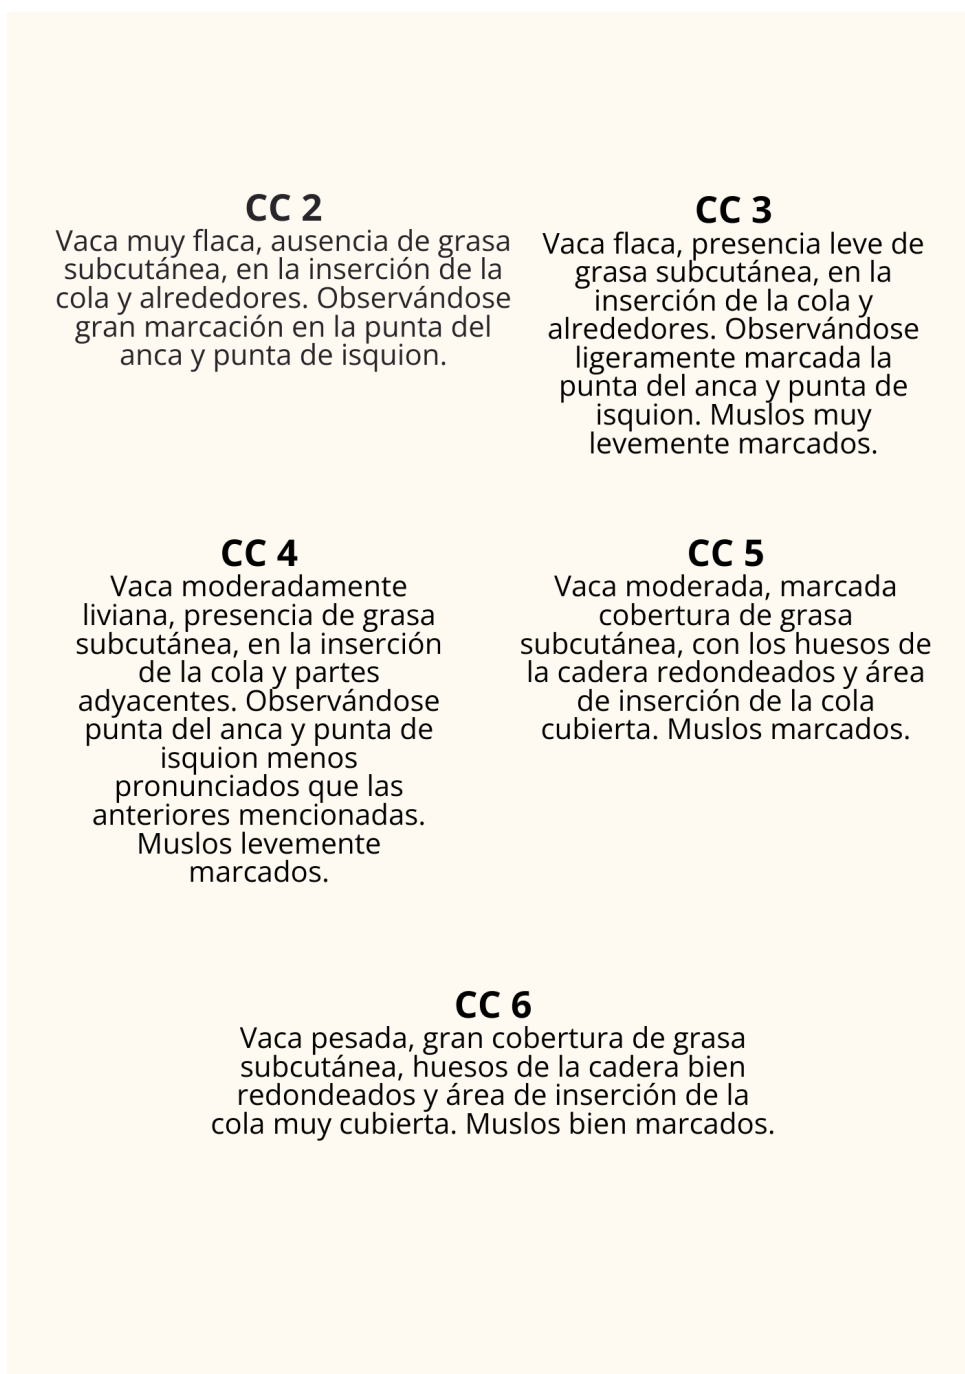 CC 2
Vaca muy flaca, ausencia de grasa
subcutánea, en la inserción de la
cola y alrededores. Observándose
gran marcación en la punta del
anca y punta de isquion.
CC 3
Vaca flaca, presencia leve de
grasa subcutánea, en la
inserción de la cola y
alrededores. Observándose
ligeramente marcada la
punta del anca y punta de
isquion. Muslos muy
levemente marcados.
CC 4
Vaca moderadamente
liviana, presencia de grasa
subcutánea, en la inserción
de la cola y partes
adyacentes. Observándose
punta del anca y punta de
isquion menos
pronunciados que las
anteriores mencionadas.
Muslos levemente
marcados.
CC 5
Vaca moderada, marcada
cobertura de grasa
subcutánea, con los huesos de
la cadera redondeados y área
de inserción de la cola
cubierta. Muslos marcados.
CC 6
Vaca pesada, gran cobertura de grasa
subcutánea, huesos de la cadera bien
redondeados y área de inserción de la
cola muy cubierta. Muslos bien marcados.